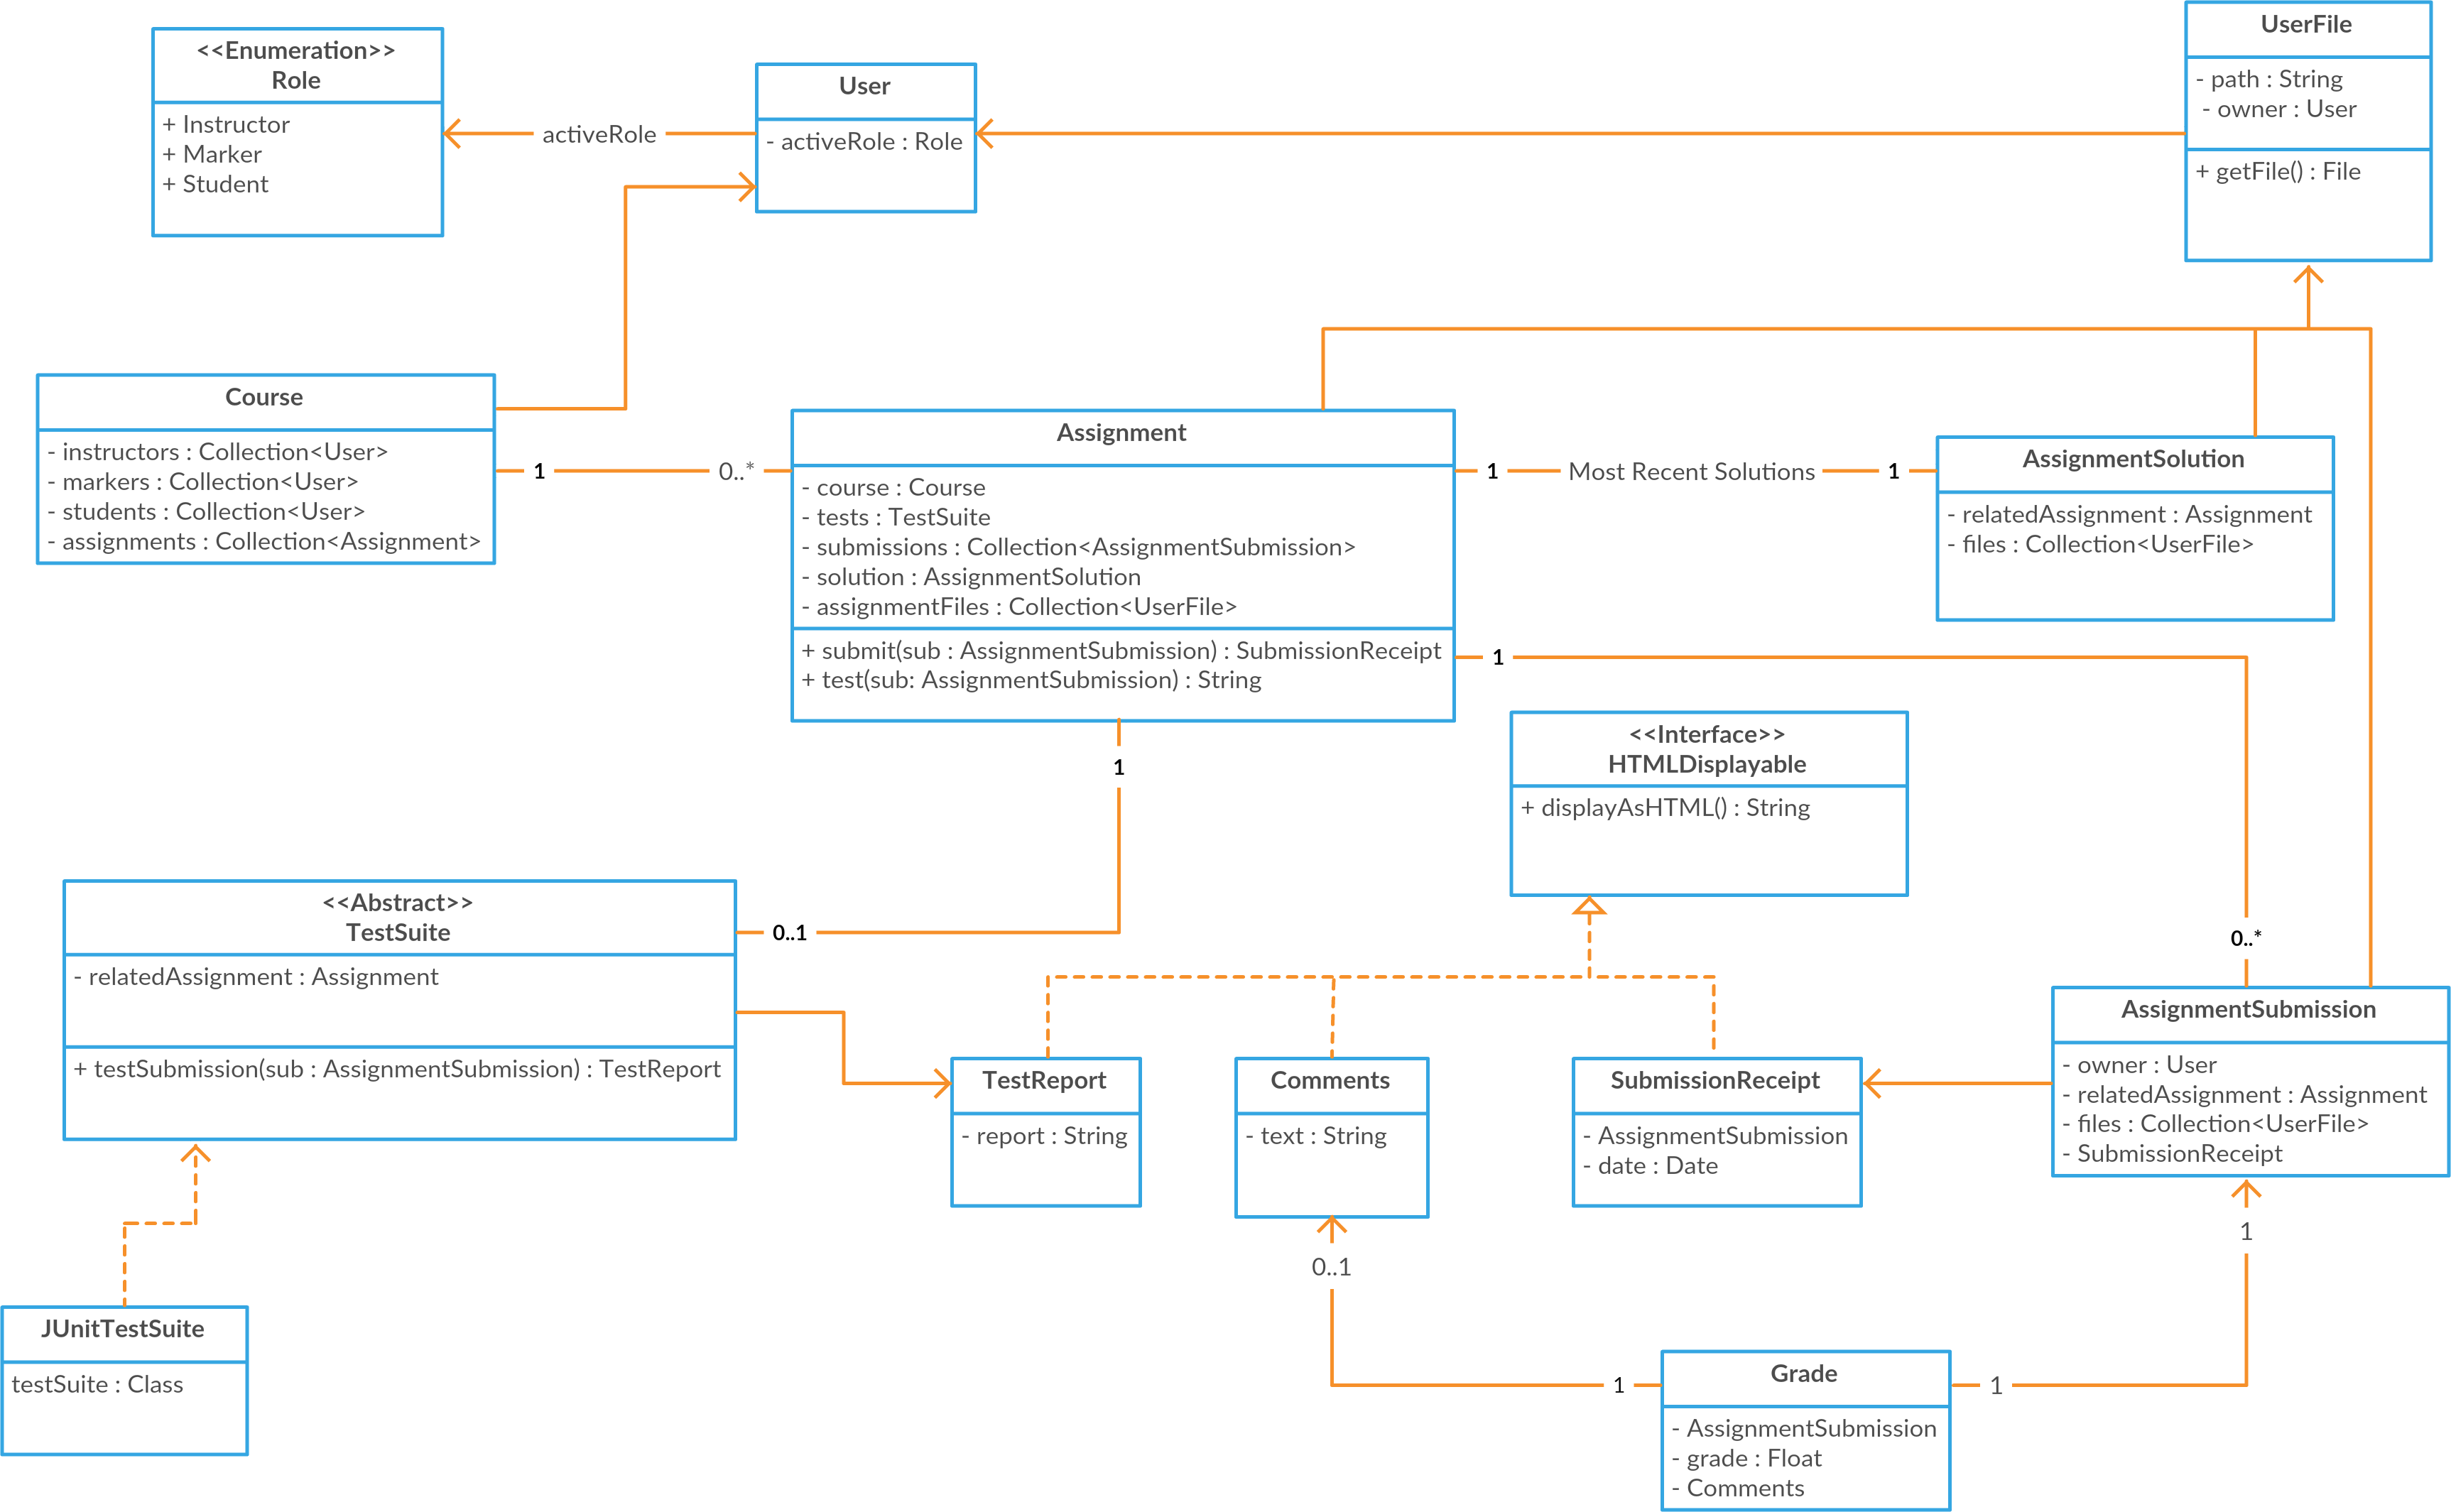 <<Enumeration>>
Role
+ Instructor
+ Marker
+ Student
activeRole
User
- activeRole : Role
UserFile
- path : String
- owner : User
+ getFile() : File
Course
- instructors : Collection<User>
- markers : Collection<User>
- students : Collection<User>
- assignments : Collection<Assignment>
1
0..*
Assignment
- course : Course
- tests : TestSuite
- submissions : Collection<AssignmentSubmission>
- solution : AssignmentSolution
- assignmentFiles : Collection<UserFile>
+ submit(sub : AssignmentSubmission) : SubmissionReceipt
+ test(sub: AssignmentSubmission) : String
1
Most Recent Solutions
1
AssignmentSolution
- relatedAssignment : Assignment
- files : Collection<UserFile>
1
0..*
1
0..1
<<Interface>>
HTMLDisplayable
+ displayAsHTML() : String
<<Abstract>>
TestSuite
- relatedAssignment : Assignment
+ testSubmission(sub : AssignmentSubmission) : TestReport
TestReport
- report : String
Comments
- text : String
SubmissionReceipt
- AssignmentSubmission
- date : Date
AssignmentSubmission
- owner : User
- relatedAssignment : Assignment
- files : Collection<UserFile>
- SubmissionReceipt
0..1
1
1
1
JUnitTestSuite
testSuite : Class
Grade
- AssignmentSubmission
- grade : Float
- Comments